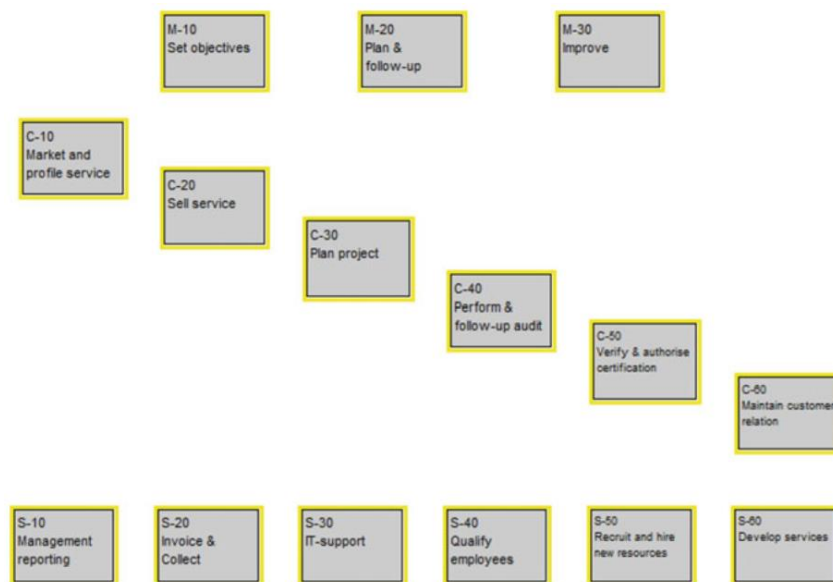 M-10
Set objectives
M-20
Plan &
follow-up
M-30
Improve
C-10
Market and
profile service
C-20
Sell service
C-30
Plan project
C-40
Perform &
follow-up audit
C-50
Verify & authorise
certification
C-60
Maintain customer
relation
S-10
Management
reporting
S-20
Invoice &
Collect
S-30
IT-support
S-40
Qualify
employees
S-50
Recruit and hire
new resources
S-60
Develop services